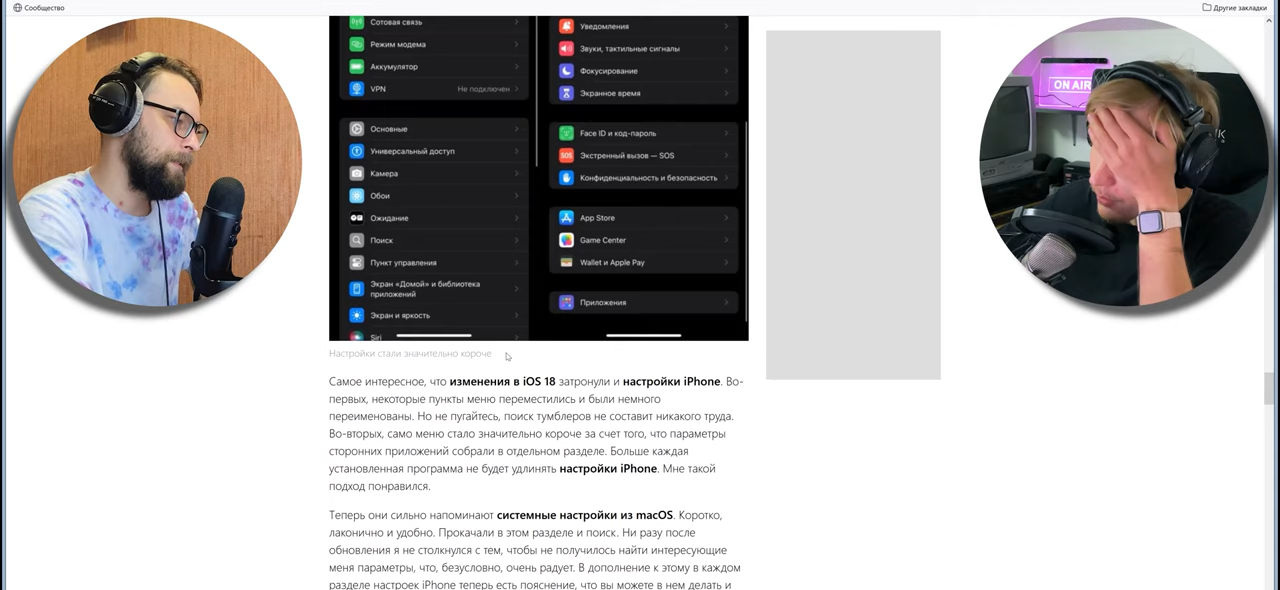 Сообщество
Другие закладки
Сотовая связь
Режим модема
Аккумулятор
VPN
Не подключен
Основные
Универсальный доступ
Камера
Обои
Ожидание
Поиск
Пункт управления
Экран «Домой» и библиотека
приложений
Экран и яркость
Siri
Уведомления
Звуки, тактильные сигналы
Фокусирование
Экранное время
Face ID и код-пароль
SOS
Экстренный вызов — SOS
Конфиденциальность и безопасность
App Store
Game Center
Wallet и Apple Pay
Приложения
ON AIR
Настройки стали значительно короче
Самое интересное, что изменения в iOS 18 затронули и настройки iPhone. Во-
первых, некоторые пункты меню переместились и были немного
переименованы. Но не пугайтесь, поиск тумблеров не составит никакого труда.
Во-вторых, само меню стало значительно короче за счет того, что параметры
сторонних приложений собрали в отдельном разделе. Больше каждая
установленная программа не будет удлинять настройки iPhone. Мне такой
подход понравился.
Теперь они сильно напоминают системные настройки из macOS. Коротко,
лаконично и удобно. Прокачали в этом разделе и поиск. Ни разу после
обновления я не столкнулся с тем, чтобы не получилось найти интересующие
меня параметры, что, безусловно, очень радует. В дополнение к этому в каждом
разделе настроек iPhone теперь есть пояснение, что вы можете в нем делать и